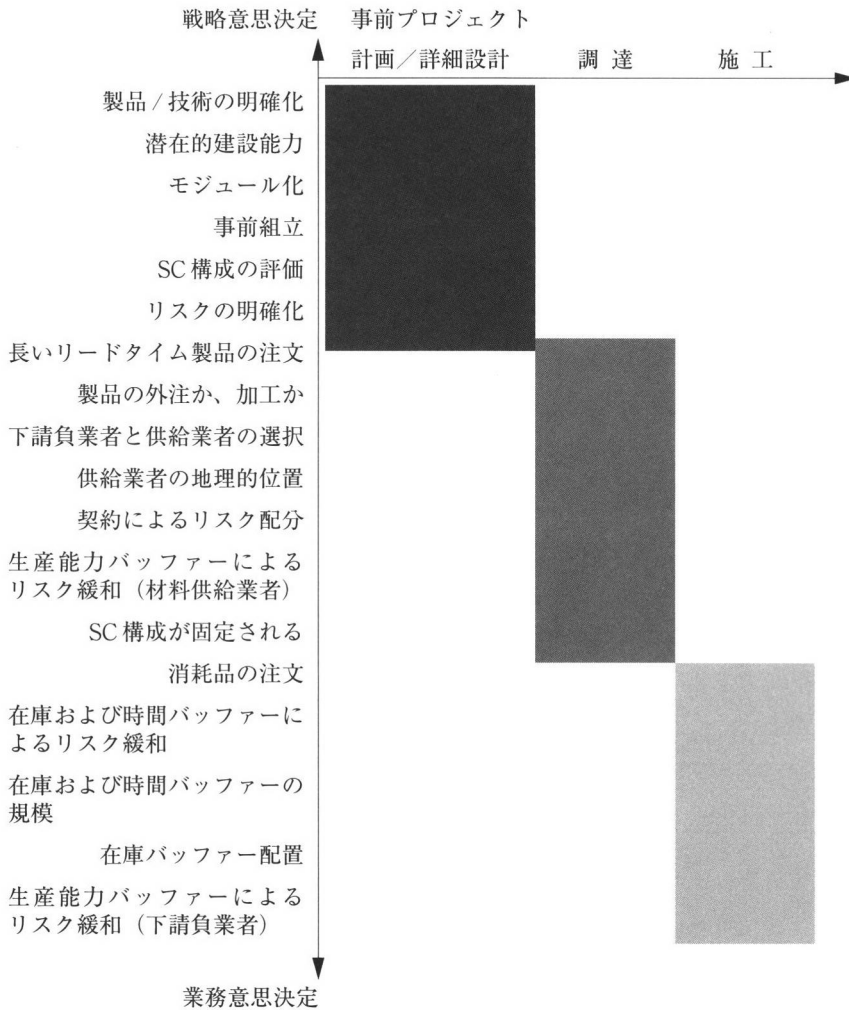 戦略意思決定 事前プロジェクト
計画／詳細設計 調達 施工
製品/技術の明確化
潜在的建設能力
モジュール化
事前組立
SC構成の評価
リスクの明確化
長いリードタイム製品の注文
製品の外注か、加工か
下請負業者と供給業者の選択
供給業者の地理的位置
契約によるリスク配分
生産能力バッファーによる
リスク緩和（材料供給業者）
SC構成が固定される
消耗品の注文
在庫および時間バッファーに
よるリスク緩和
在庫および時間バッファーの
規模
在庫バッファー配置
生産能力バッファーによる
リスク緩和（下請負業者）
業務意思決定